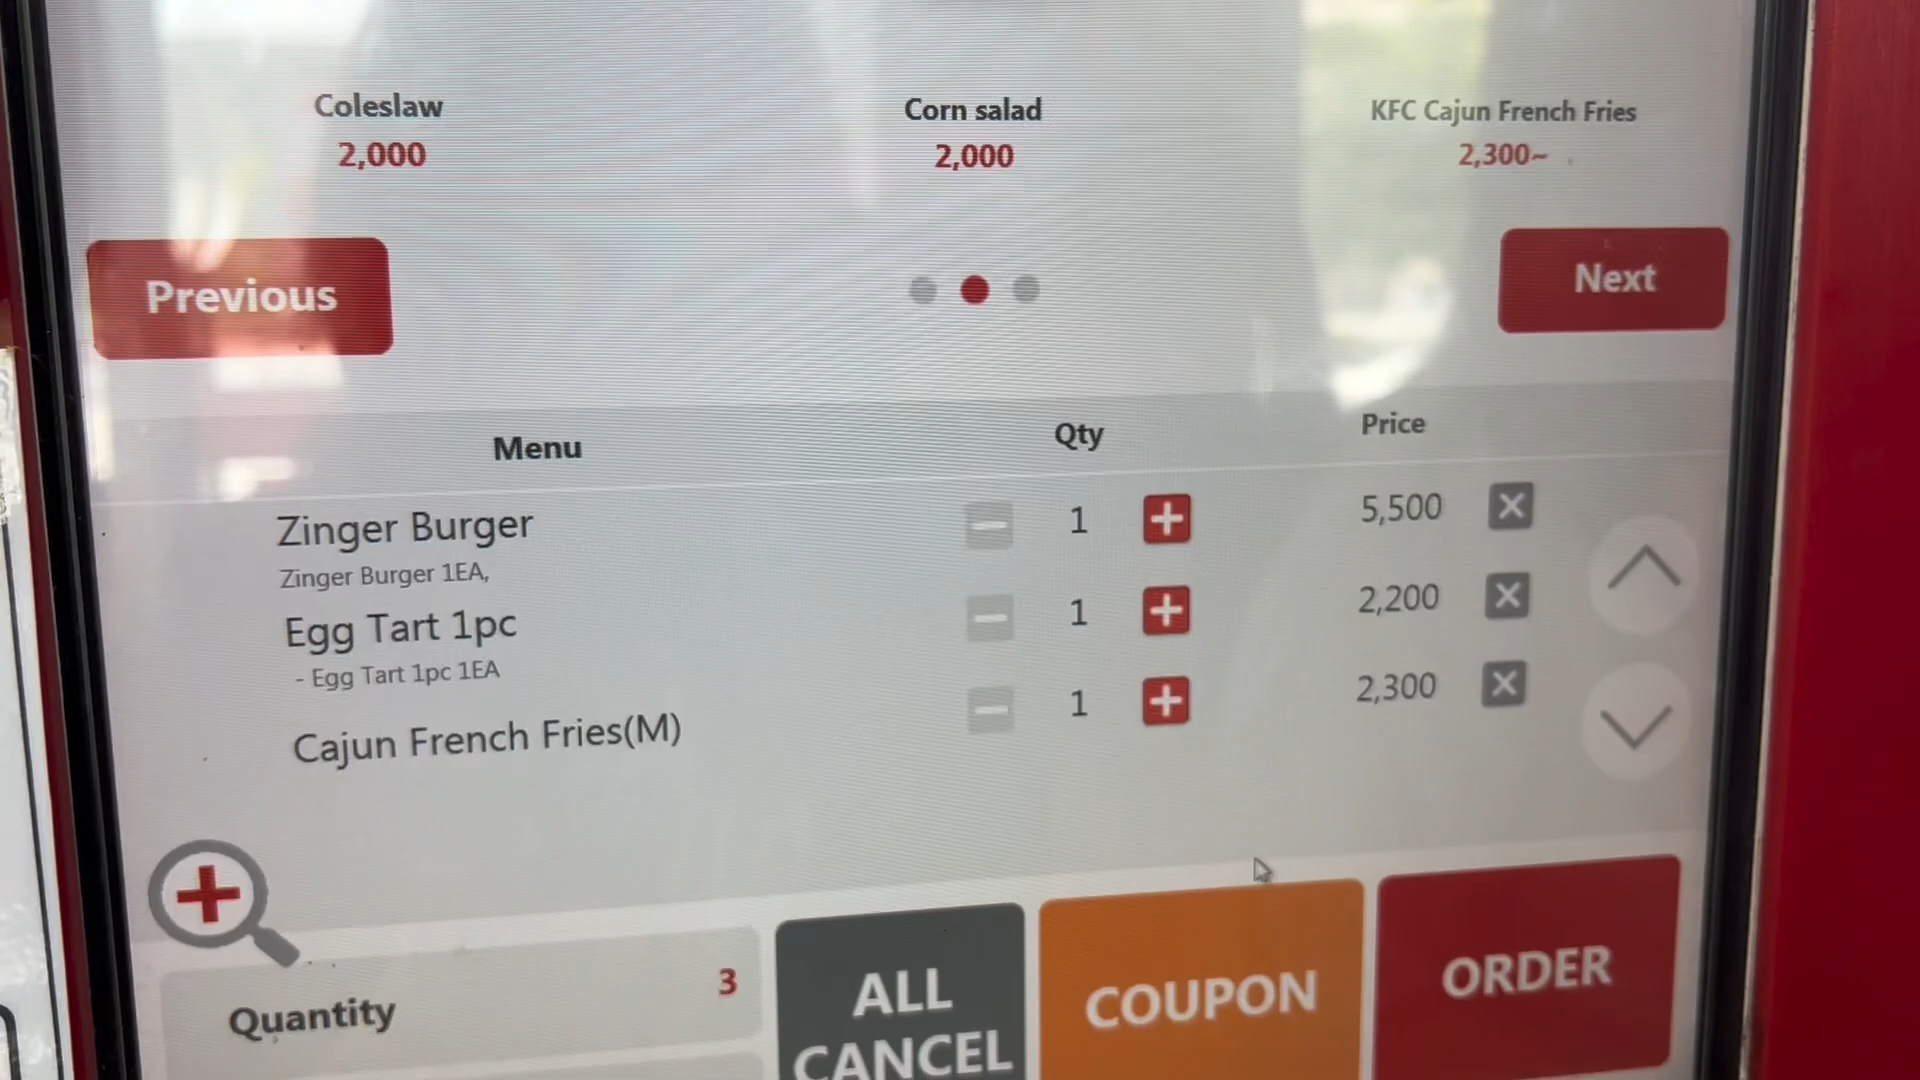 Coleslaw
2,000
Corn salad
2,000
KFC Cajun French Fries
2,300~
Previous
Next
Menu Qty Price
Zinger Burger 1 5,500
Zinger Burger 1EA,
Egg Tart 1pc 1 2,200
- Egg Tart 1pc 1EA
Cajun French Fries(M) 1 2,300
Quantity 3
ALL
CANCEL
COUPON
ORDER